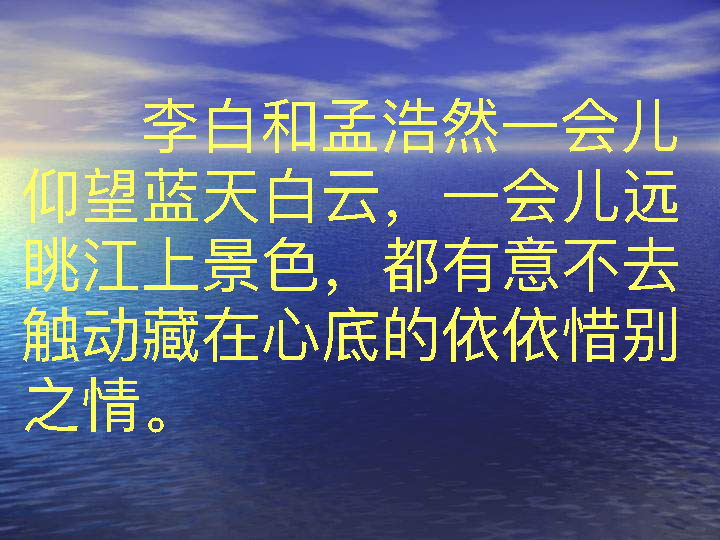 李白和孟浩然一会儿
仰望蓝天白云，一会儿远
眺江上景色，都有意不去
触动藏在心底的依依惜别
之情。